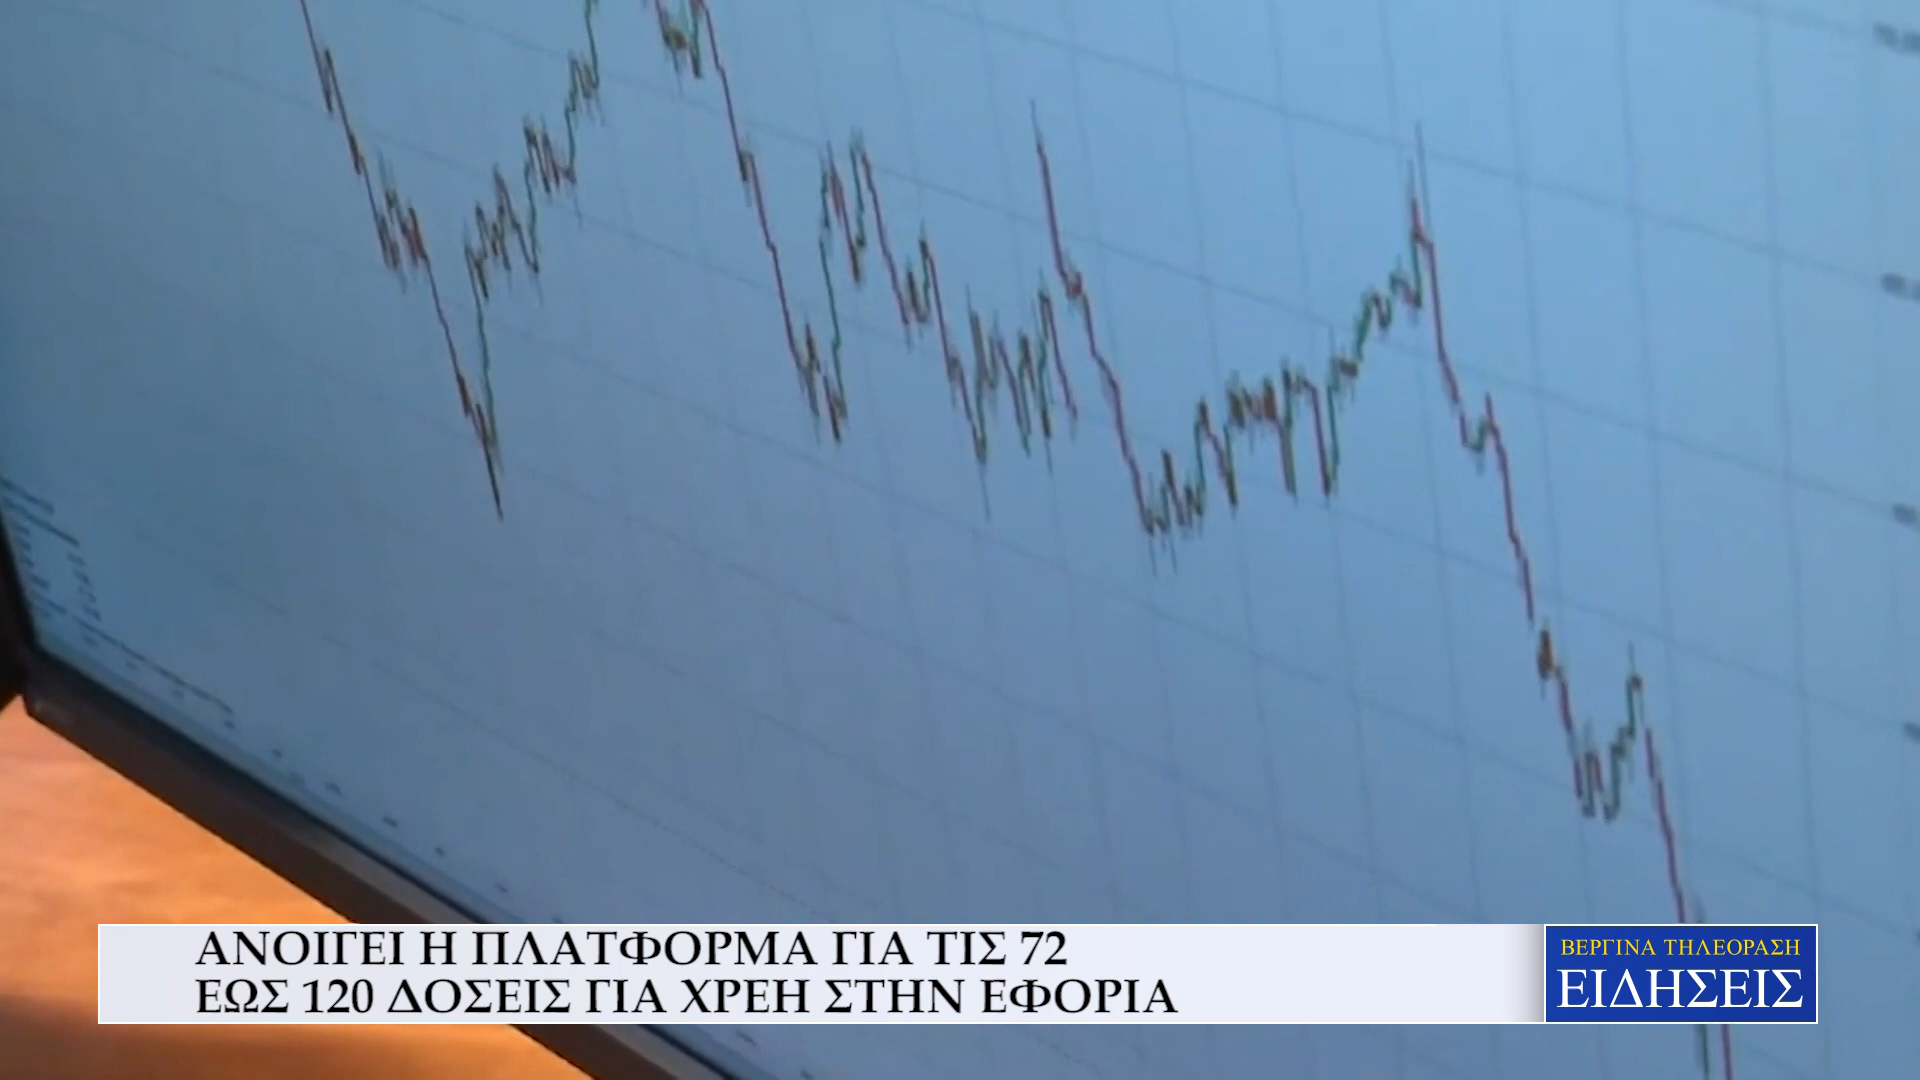 ΑΝΟΙΓΕΙ Η ΠΛΑΤΦΟΡΜΑ ΓΙΑ ΤΙΣ 72
ΕΩΣ 120 ΔΟΣΕΙΣ ΓΙΑ ΧΡΕΗ ΣΤΗΝ ΕΦΟΡΙΑ
ΒΕΡΓΙΝΑ ΤΗΛΕΟΡΑΣΗ
ΕΙΔΗΣΕΙΣ